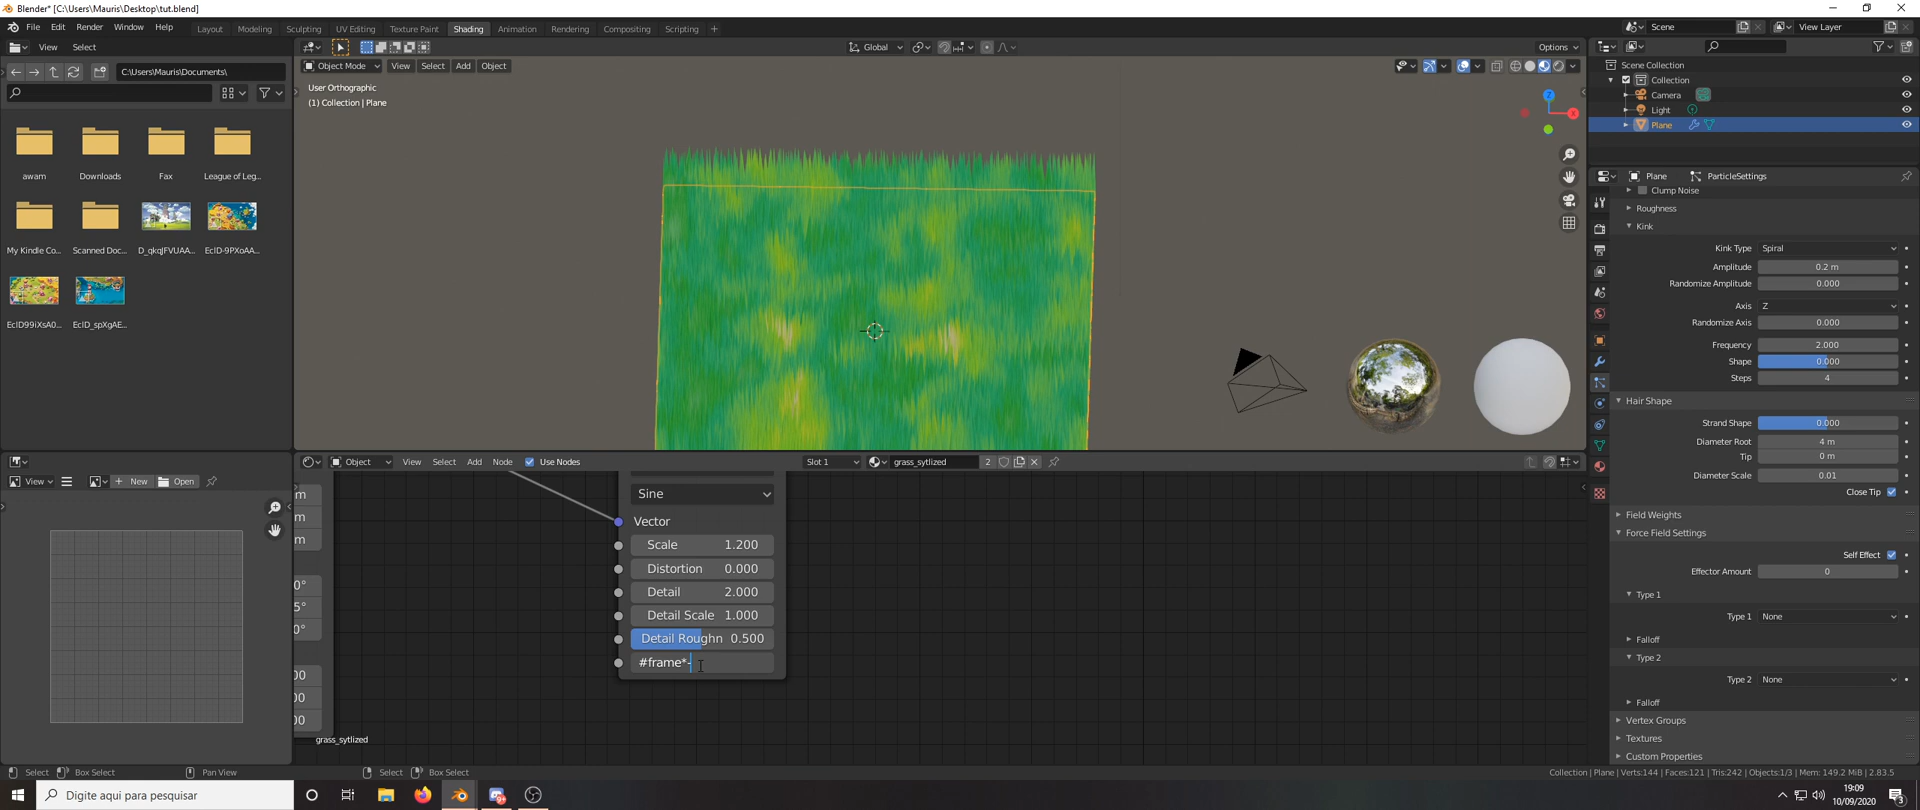 Blender* [C:\Users\Mauris\Desktop\tut.blend]
File Edit Render Window Help
Layout Modeling Sculpting UV Editing Texture Paint Shading Animation Rendering Compositing Scripting +
Scene
View Layer
View Select
Global
Options
C:\Users\Mauris\Documents\
Object Mode View Select Add Object
User Orthographic
(1) Collection | Plane
Z
X
awam
Downloads
Fax
League of Leg...
My Kindle Co...
Scanned Doc...
D_qkqJFVUAA...
EcID-9PXoAA...
EcID99iXsA0...
EcID_spXgAE...
Scene Collection
Collection
Camera
Light
Plane
Plane ParticleSettings
Clump Noise
Roughness
Kink
Kink Type Spiral
Amplitude 0.2 m
Randomize Amplitude 0.000
Axis Z
Randomize Axis 0.000
Frequency 2.000
Shape 0.000
Steps 4
Hair Shape
Strand Shape 0.000
Diameter Root 4 m
Tip 0 m
Diameter Scale 0.01
Close Tip
Field Weights
Force Field Settings
Self Effect
Effector Amount 0
Type 1
Type 1 None
Falloff
Type 2
Type 2 None
Falloff
Vertex Groups
Textures
Custom Properties
View
New
Open
Object View Select Add Node Use Nodes
Slot 1
grass_sytlized 2
m
m
m
0°
5°
0°
00
00
00
Sine
Vector
Scale 1.200
Distortion 0.000
Detail 2.000
Detail Scale 1.000
Detail Roughn 0.500
#frame*-
grass_sytlized
Select Box Select Pan View Select Box Select
Collection | Plane | Verts:144 | Faces:121 | Tris:242 | Objects:1/3 | Mem: 149.2 MiB | 2.83.5
Digite aqui para pesquisar
19:09
10/09/2020
3